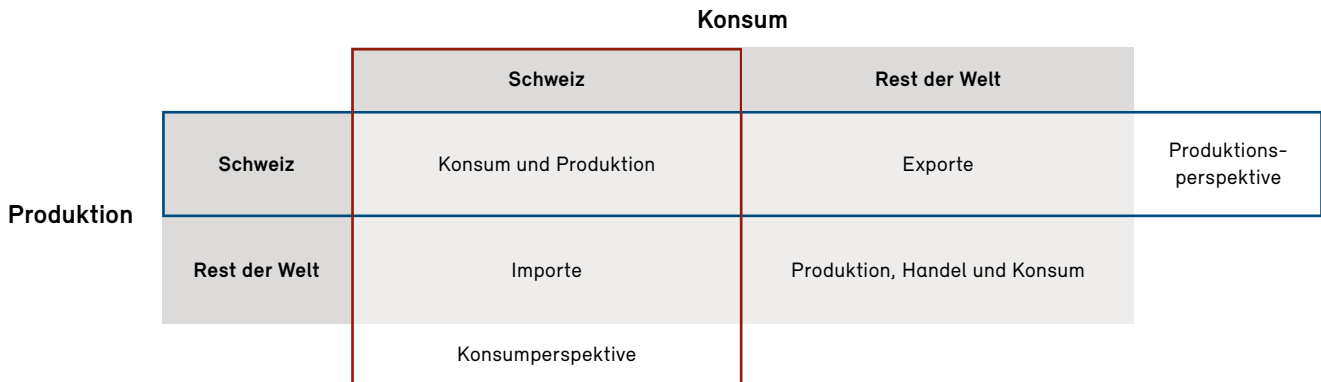 Konsum
Schweiz
Rest der Welt
Schweiz
Konsum und Produktion
Exporte
Produktions-
perspektive
Produktion
Rest der Welt
Importe
Produktion, Handel und Konsum
Konsumperspektive